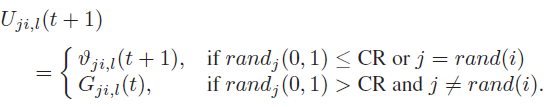 U_{ji,l}(t + 1)
= { ϑ_{ji,l}(t + 1), if rand_j(0, 1) ≤ CR or j = rand(i)
G_{ji,l}(t), if rand_j(0, 1) > CR and j ≠ rand(i).